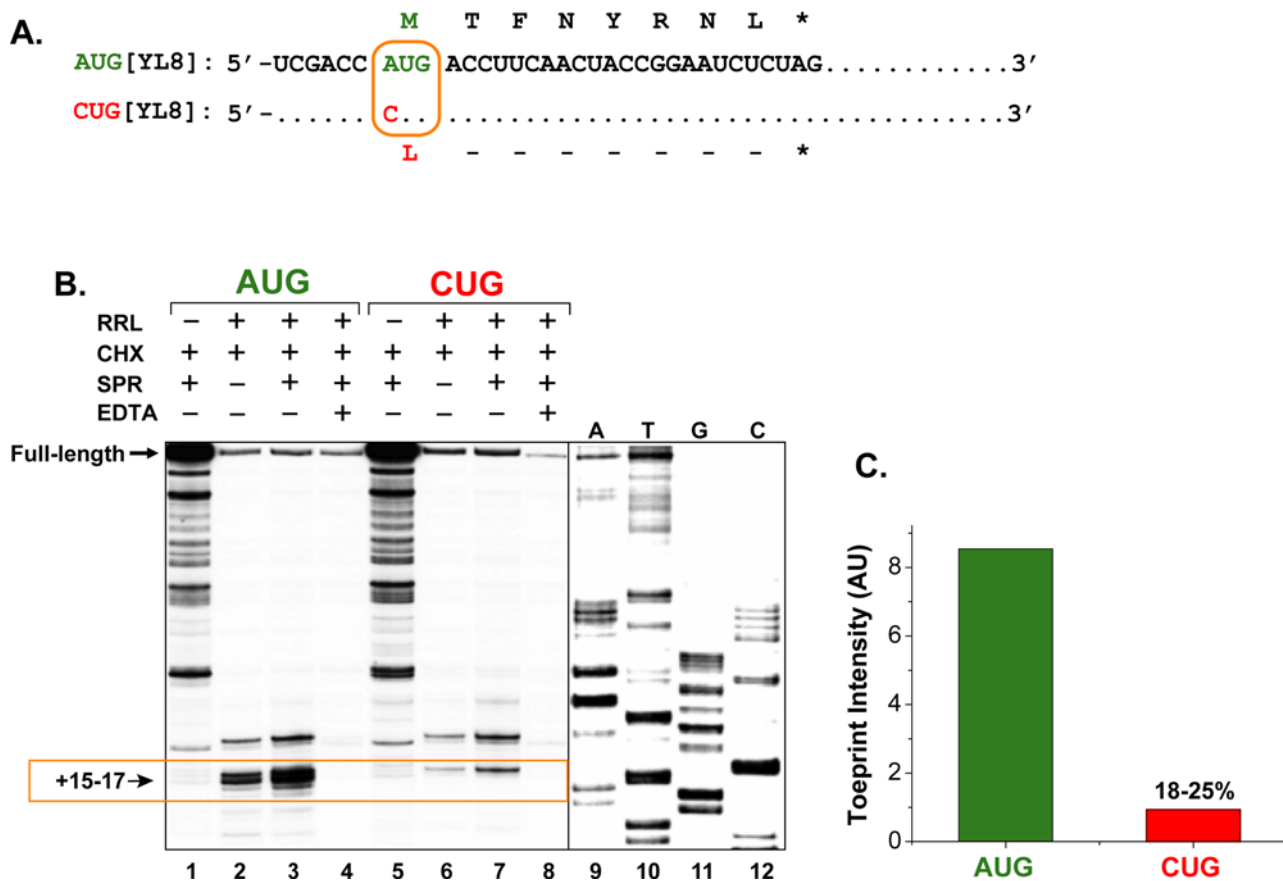 A.
M T F N Y R N L *
AUG[YL8]: 5’-UCGACC AUG ACCUUCAACUACCGGAAUCUCUAG............3’
CUG[YL8]: 5’-...... C.. ....................................3’
L - - - - - - - *
B.
AUG CUG
RRL – + + + – + + +
CHX + + + + + + + +
SPR + – + + + – + +
EDTA – – – + – – – +
A T G C
Full-length
+15-17
1 2 3 4 5 6 7 8 9 10 11 12
C.
Toeprint Intensity (AU)
8
6
4
2
0
18-25%
AUG CUG